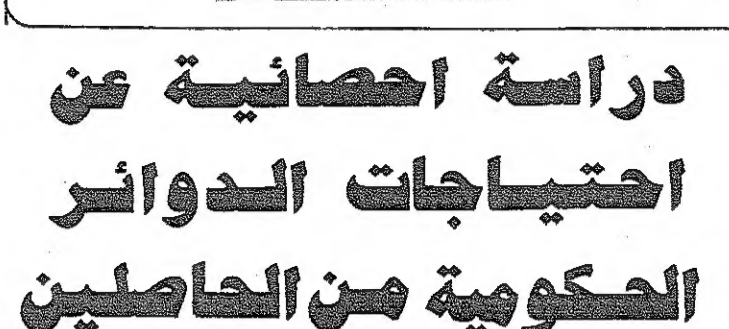 دراسة احصائية عن
احتياجات الدوائر
الحكومية من الحاصلين